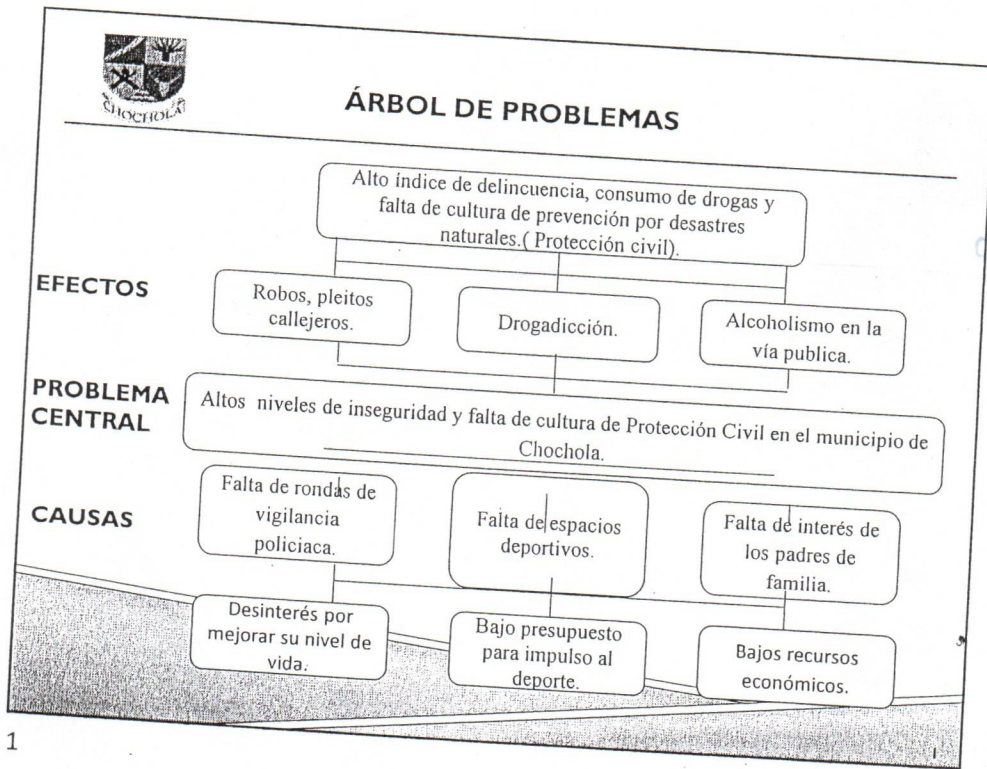 CHOCHOLÁ
ÁRBOL DE PROBLEMAS
Alto índice de delincuencia, consumo de drogas y
falta de cultura de prevención por desastres
naturales.( Protección civil).
EFECTOS
Robos, pleitos
callejeros.
Drogadicción.
Alcoholismo en la
vía publica.
PROBLEMA
CENTRAL
Altos niveles de inseguridad y falta de cultura de Protección Civil en el municipio de
Chochola.
CAUSAS
Falta de rondas de
vigilancia
policiaca.
Falta de espacios
deportivos.
Falta de interés de
los padres de
familia.
Desinterés por
mejorar su nivel de
vida.
Bajo presupuesto
para impulso al
deporte.
Bajos recursos
económicos.
1
1